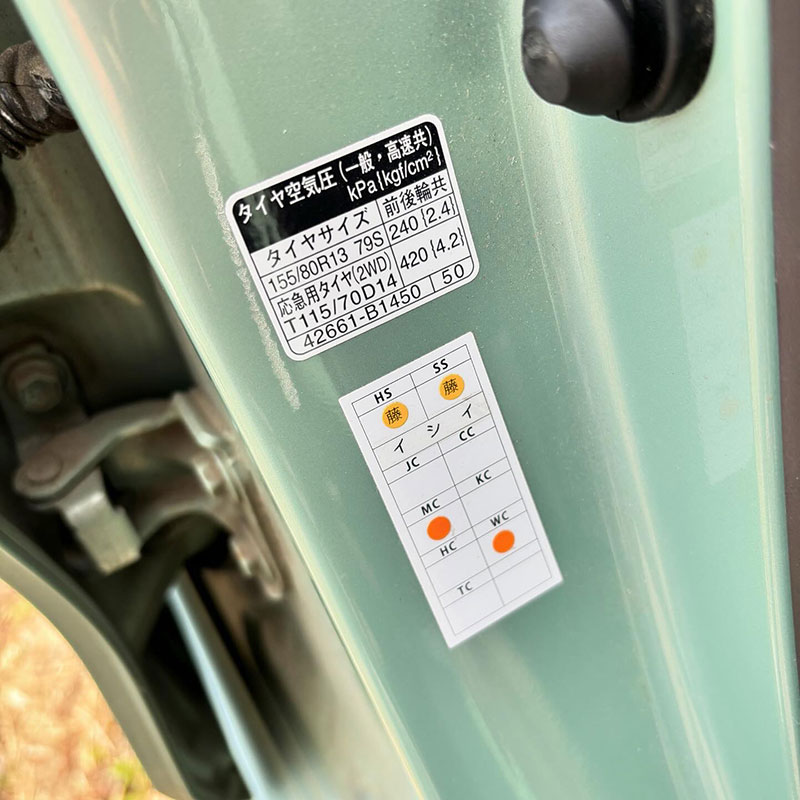 タイヤ空気圧(一般・高速共)
kPa{kgf/cm²}
タイヤサイズ 前後輪共
155/80R13 79S 240{2.4}
応急用タイヤ(2WD)
T115/70D14 420{4.2}
42661-B1450 50
HS SS
藤 藤
イシイ
JC CC
MC KC
HC WC
TC